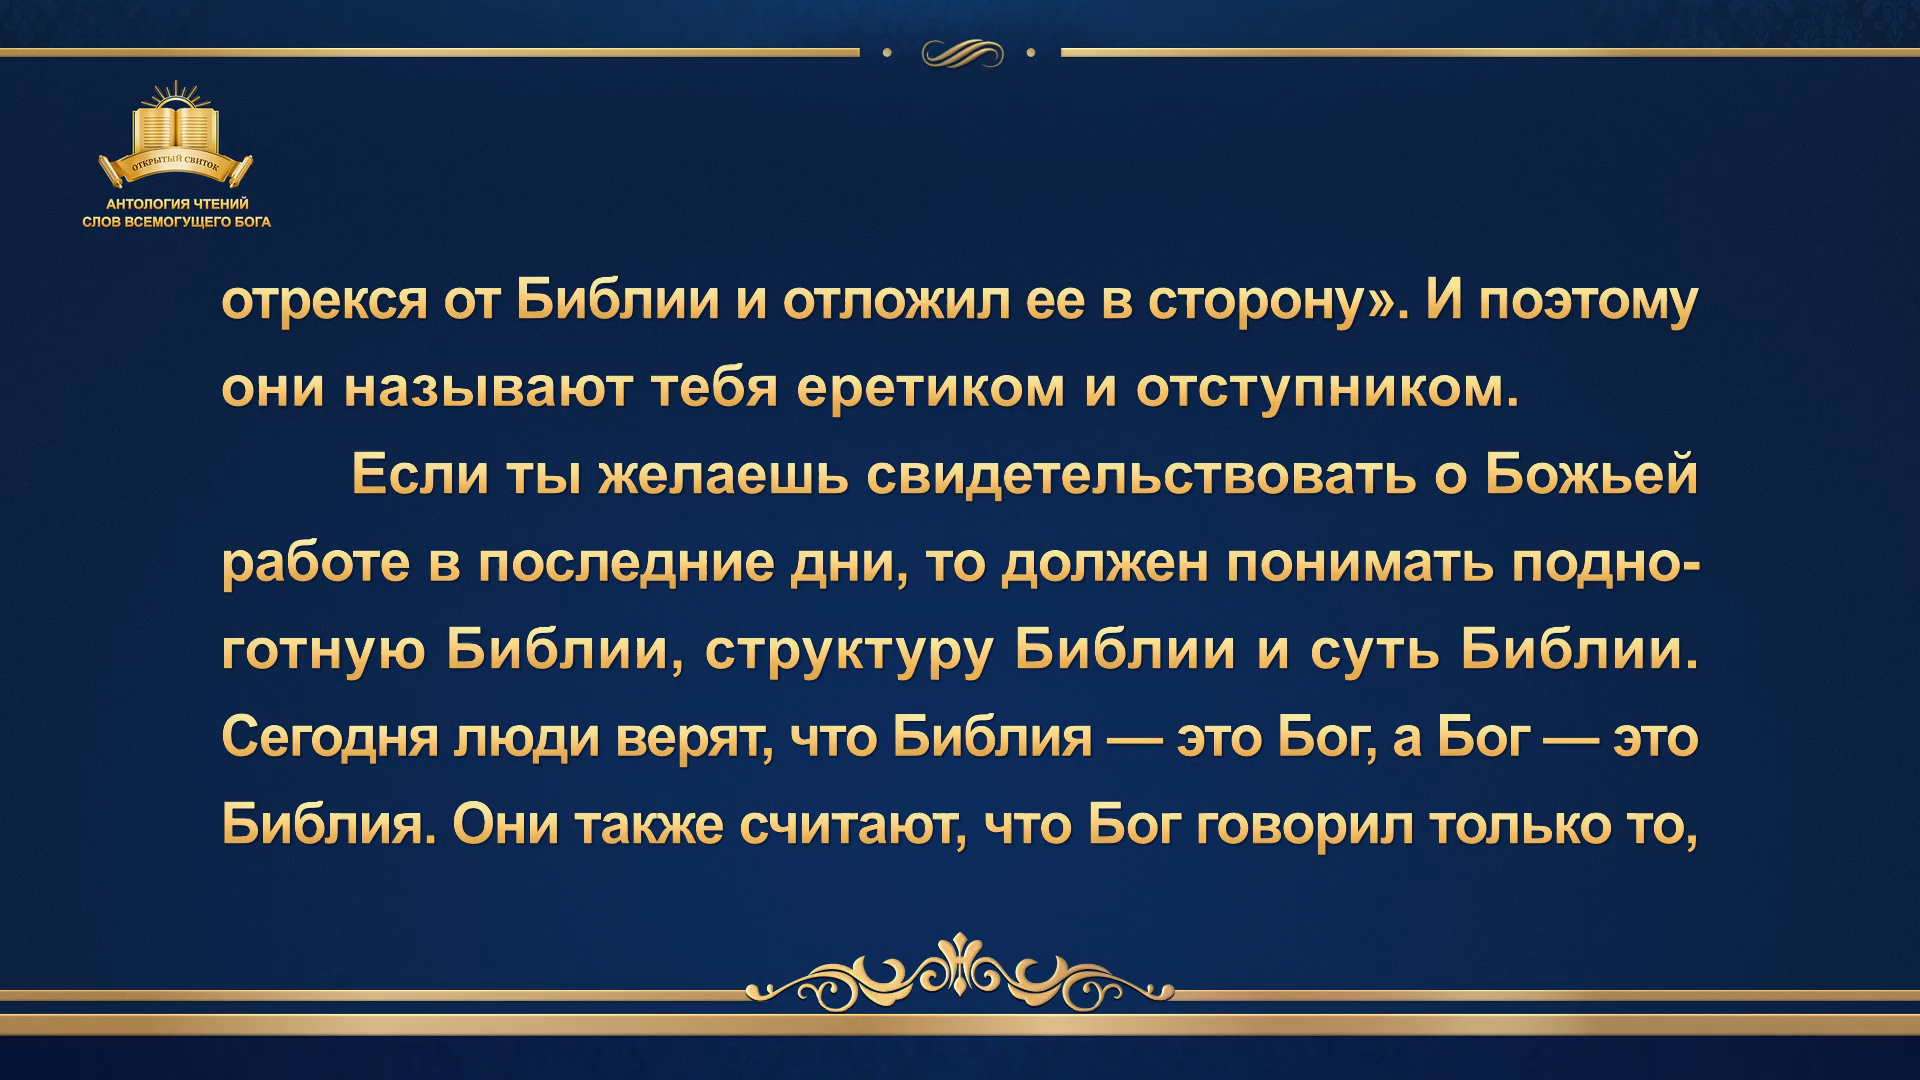 ОТКРЫТЫЙ СВИТОК
АНТОЛОГИЯ ЧТЕНИЙ
СЛОВ ВСЕМОГУЩЕГО БОГА
отрекся от Библии и отложил ее в сторону». И поэтому
они называют тебя еретиком и отступником.
Если ты желаешь свидетельствовать о Божьей
работе в последние дни, то должен понимать подно-
готную Библии, структуру Библии и суть Библии.
Сегодня люди верят, что Библия — это Бог, а Бог — это
Библия. Они также считают, что Бог говорил только то,